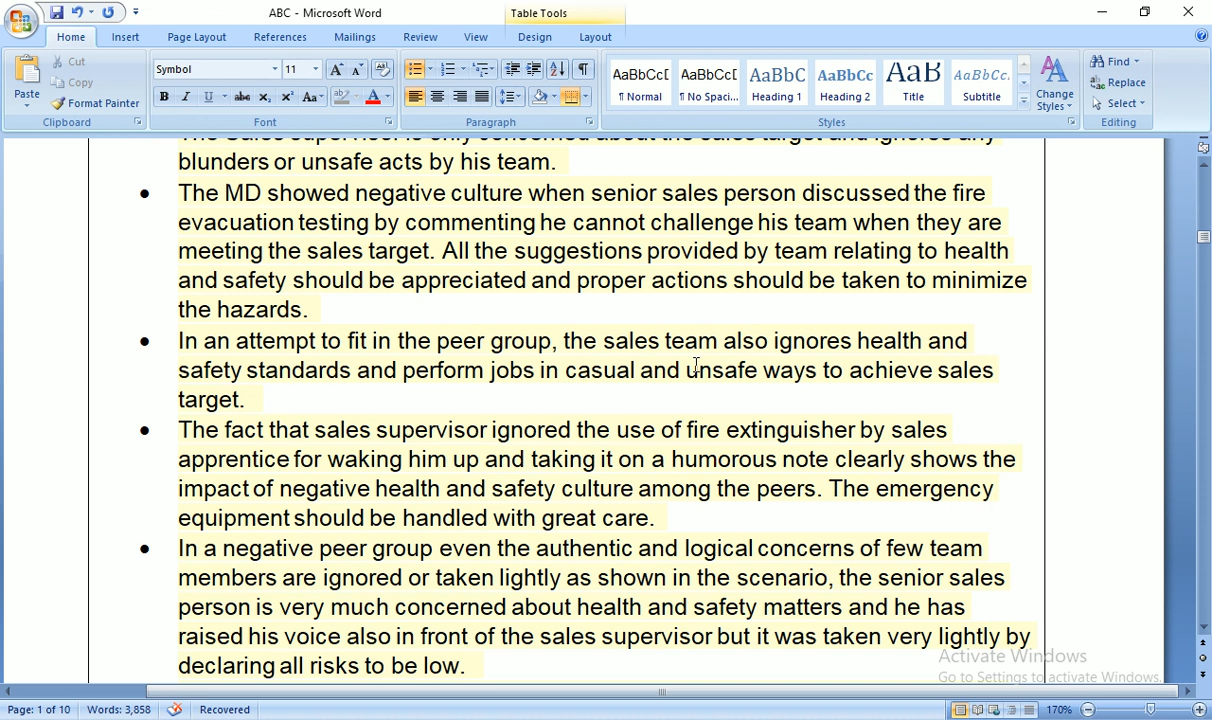 ABC - Microsoft Word
Table Tools
Home Insert Page Layout References Mailings Review View Design Layout
Paste
Cut
Copy
Format Painter
Clipboard
Symbol 11
B I U abc x₂ x² Aa
Font
Paragraph
AaBbCcD AaBbCcD AaBbC AaBbCc AaB AaBbCc.
¶ Normal ¶ No Spaci... Heading 1 Heading 2 Title Subtitle
Change Styles
Styles
Find
Replace
Select
Editing
blunders or unsafe acts by his team.
• The MD showed negative culture when senior sales person discussed the fire
evacuation testing by commenting he cannot challenge his team when they are
meeting the sales target. All the suggestions provided by team relating to health
and safety should be appreciated and proper actions should be taken to minimize
the hazards.
• In an attempt to fit in the peer group, the sales team also ignores health and
safety standards and perform jobs in casual and unsafe ways to achieve sales
target.
• The fact that sales supervisor ignored the use of fire extinguisher by sales
apprentice for waking him up and taking it on a humorous note clearly shows the
impact of negative health and safety culture among the peers. The emergency
equipment should be handled with great care.
• In a negative peer group even the authentic and logical concerns of few team
members are ignored or taken lightly as shown in the scenario, the senior sales
person is very much concerned about health and safety matters and he has
raised his voice also in front of the sales supervisor but it was taken very lightly by
declaring all risks to be low.
Activate Windows
Go to Settings to activate Windows.
Page: 1 of 10 Words: 3,858 Recovered 170%